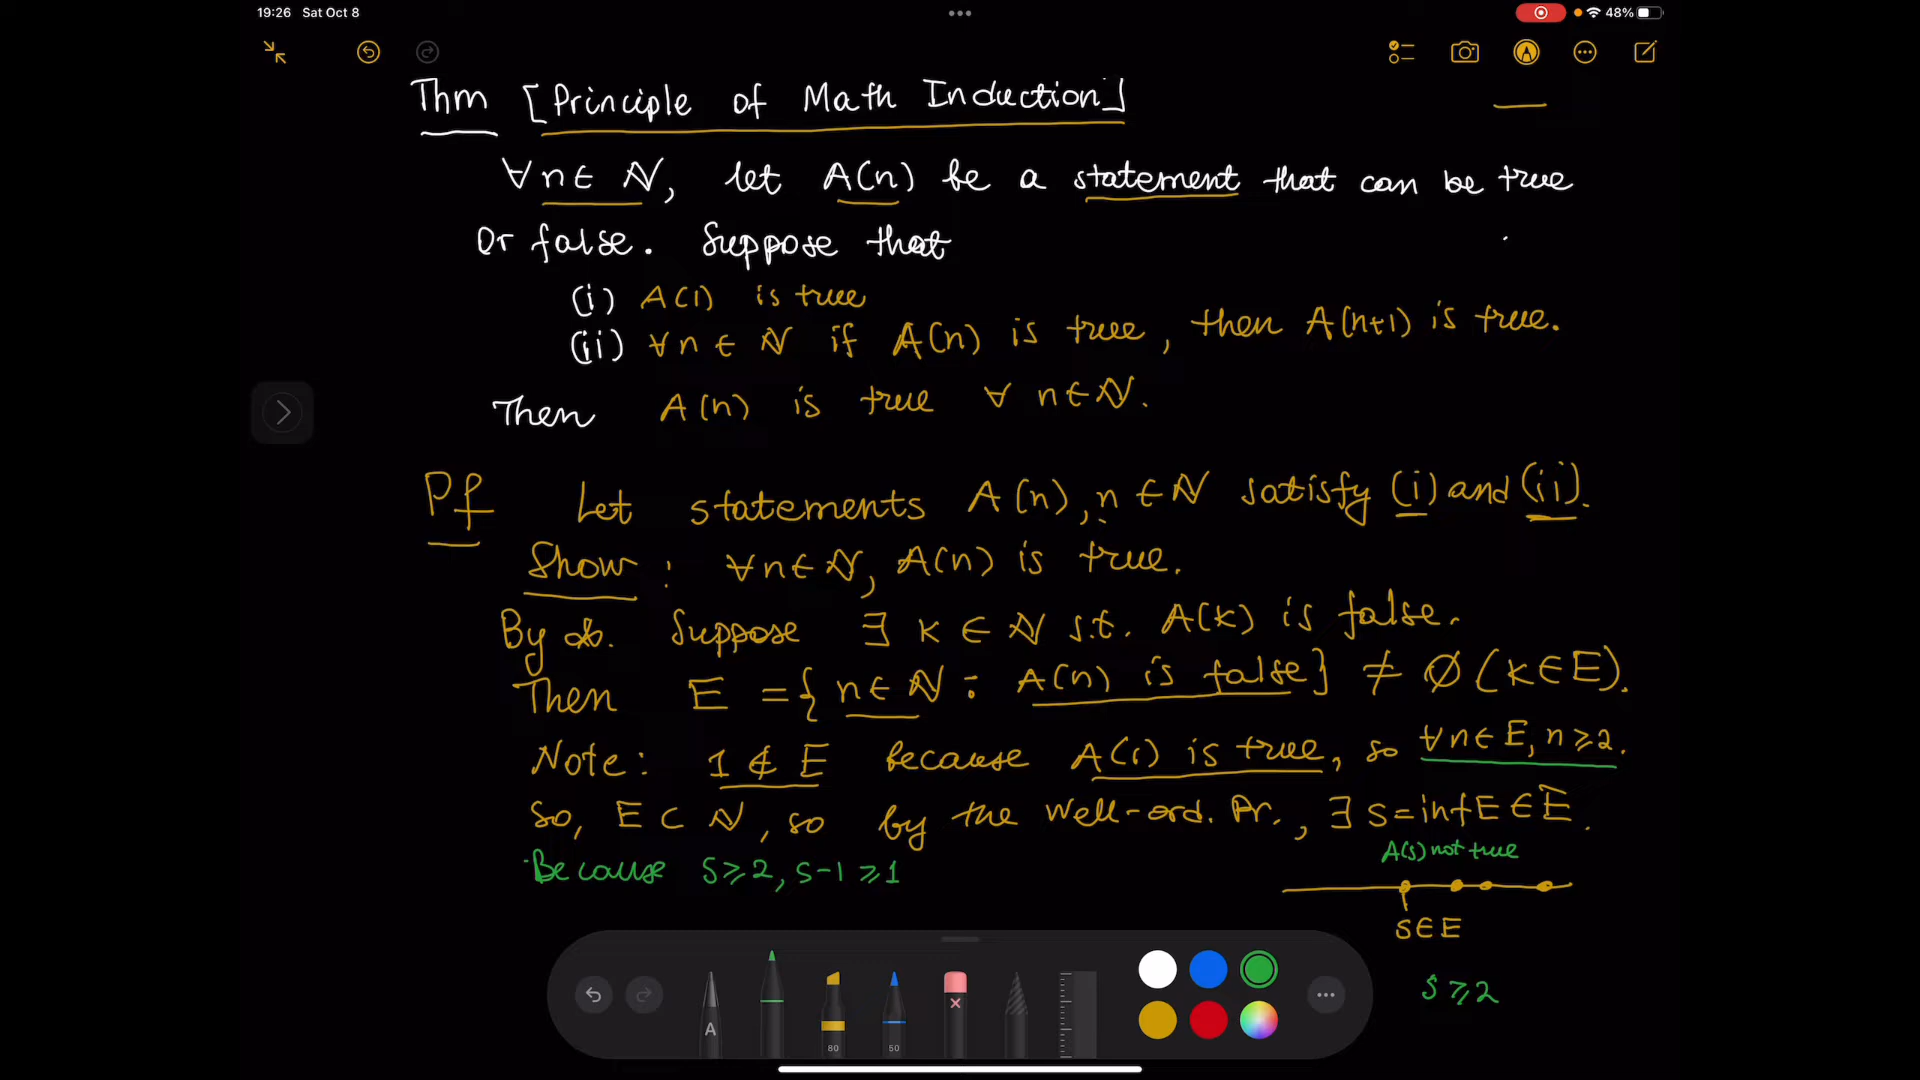 19:26 Sat Oct 8
48%
Thm [Principle of Math Induction]
∀n∈ℕ, let A(n) be a statement that can be true
or false. Suppose that
(i) A(1) is true
(ii) ∀n∈ℕ if A(n) is true, then A(n+1) is true.
Then A(n) is true ∀ n∈ℕ.
Pf Let statements A(n), n∈ℕ satisfy (i) and (ii).
Show: ∀n∈ℕ, A(n) is true.
By Suppose ∃ k∈ℕ s.t. A(k) is false.
Then E = {n∈ℕ : A(n) is false} ≠ ∅ (k∈E).
Note: 1∉E because A(1) is true, so ∀n∈E, n≥2.
So, E⊂ℕ, so by the Well-ord. Pr., ∃ s=infE∈E.
A(s) not true
Because s≥2, s-1≥1
s∈E
s≥2
A
80
50